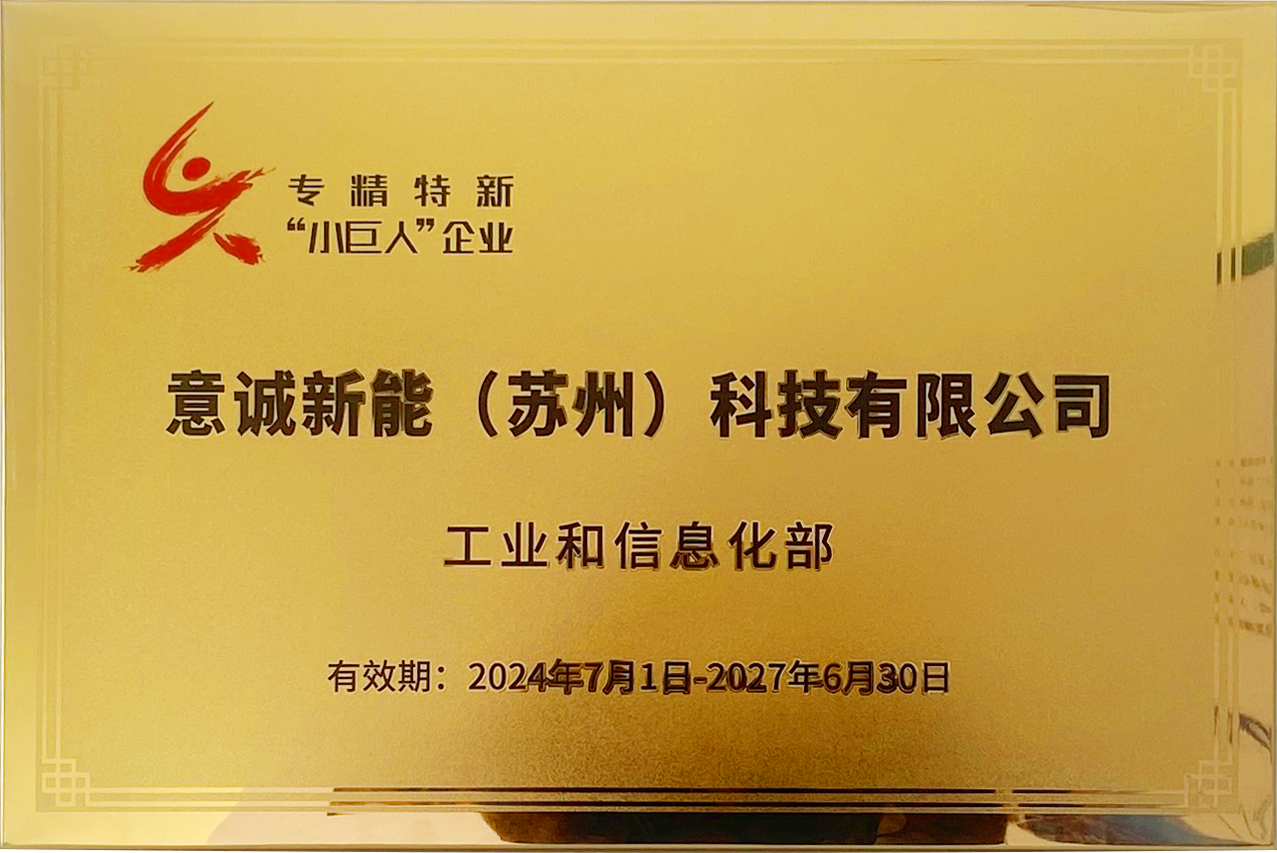 专精特新
“小巨人”企业
意诚新能（苏州）科技有限公司
工业和信息化部
有效期：2024年7月1日-2027年6月30日